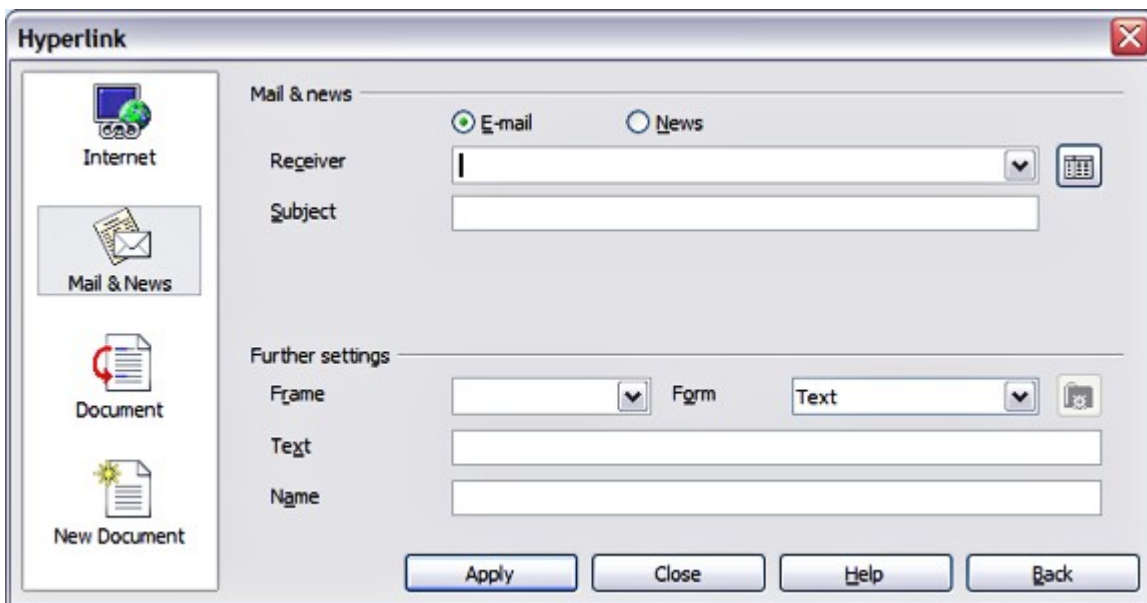 Hyperlink
Internet
Mail & News
Document
New Document
Mail & news
E-mail News
Receiver
Subject
Further settings
Frame Form Text
Text
Name
Apply Close Help Back